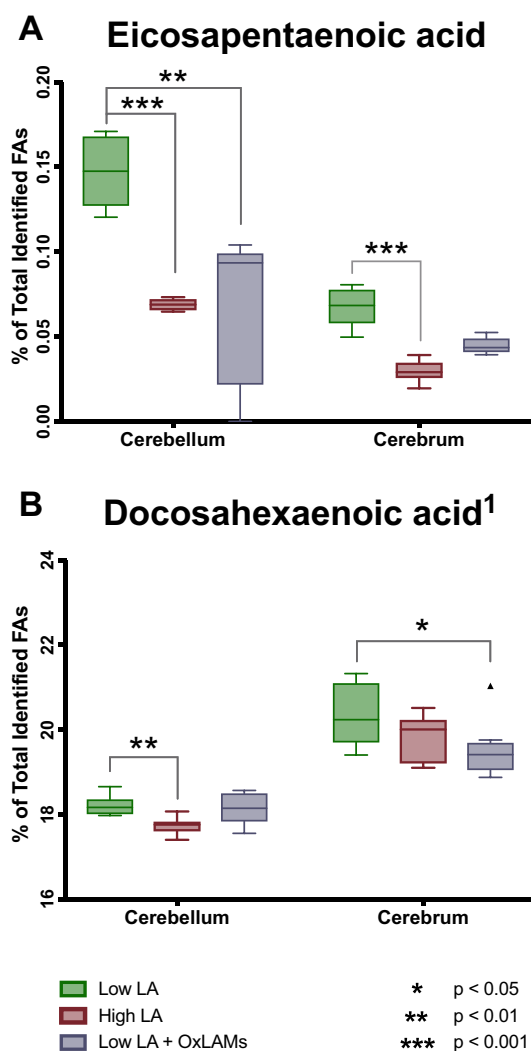 A Eicosapentaenoic acid
% of Total Identified FAs
0.20
0.15
0.10
0.05
0.00
**
***
***
Cerebellum Cerebrum
B Docosahexaenoic acid¹
% of Total Identified FAs
24
22
20
18
16
*
**
Cerebellum Cerebrum
Low LA * p < 0.05
High LA ** p < 0.01
Low LA + OxLAMs *** p < 0.001